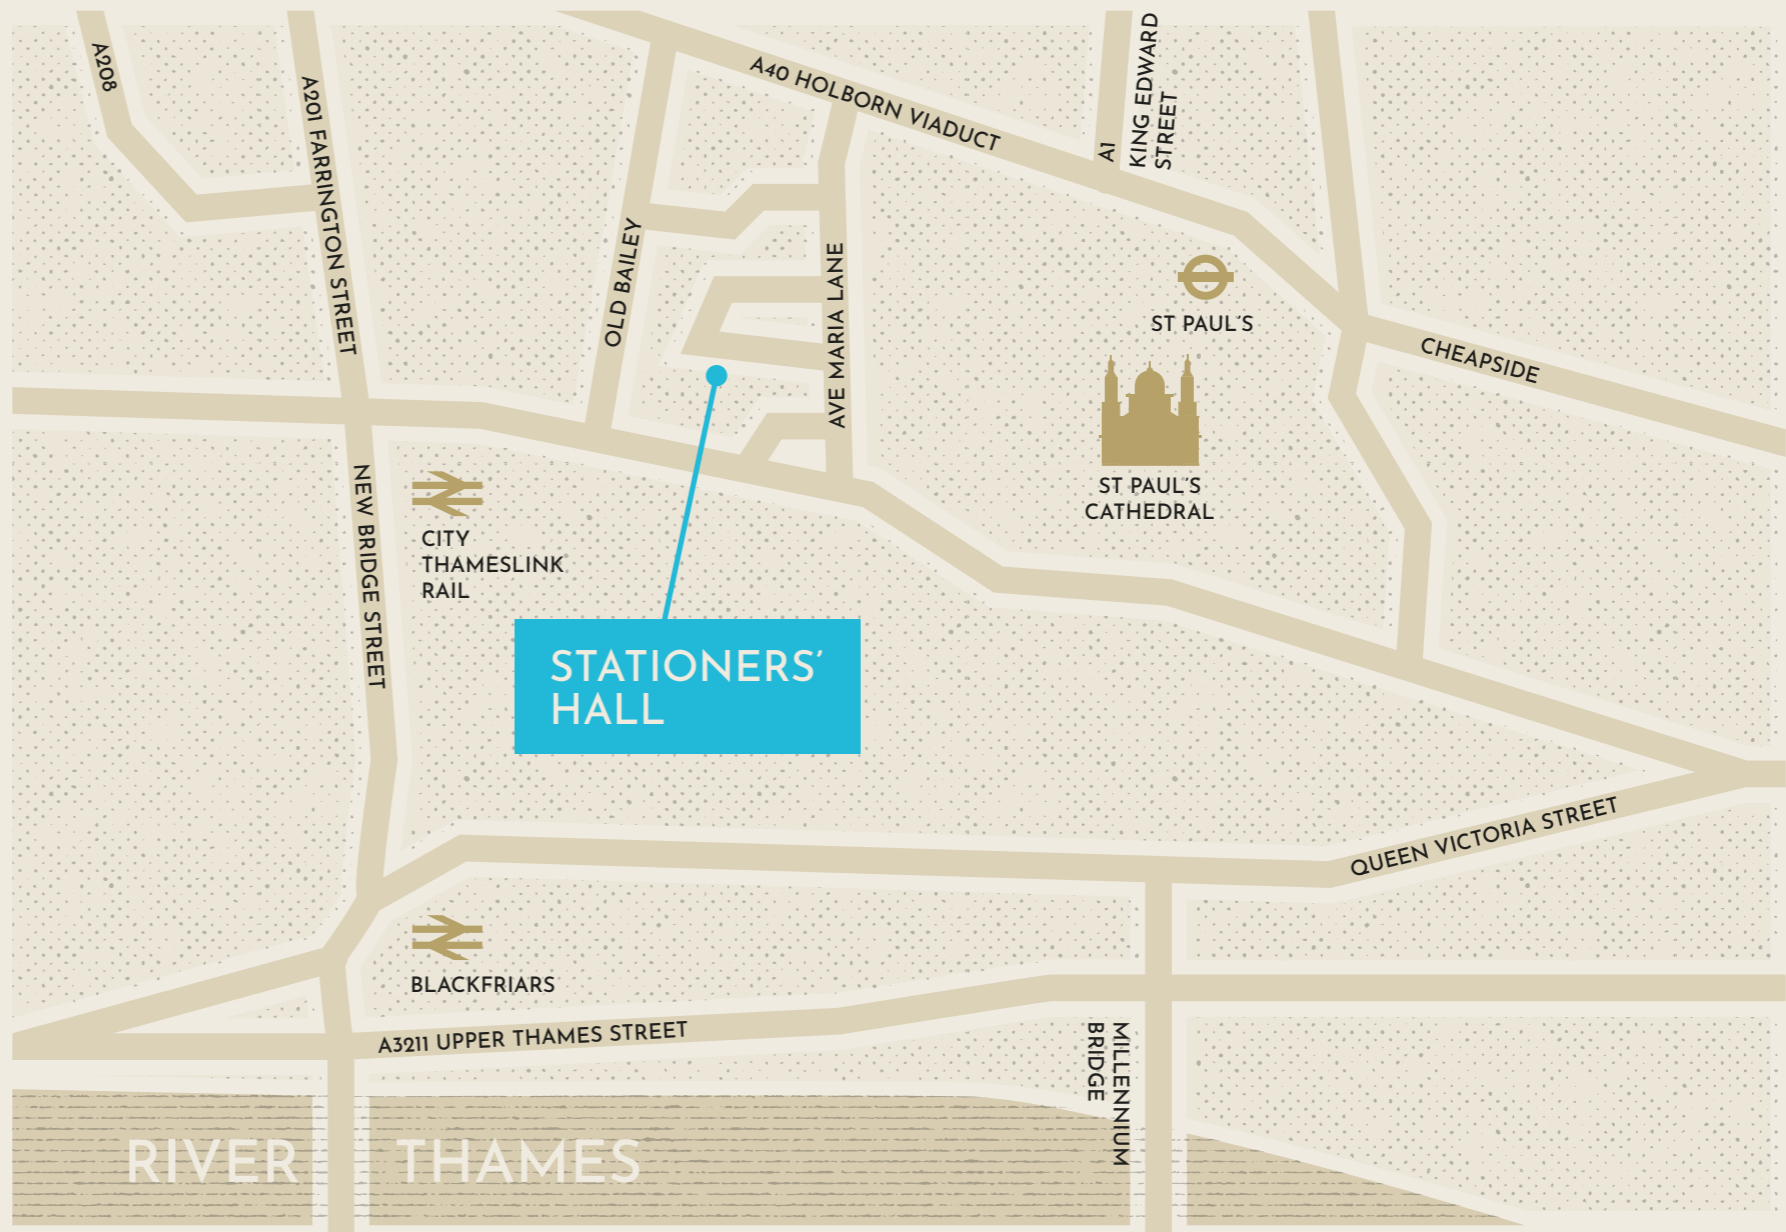 A208
A201 FARRINGTON STREET
OLD BAILEY
A40 HOLBORN VIADUCT
AVE MARIA LANE
A1
KING EDWARD
STREET
ST PAUL'S
CHEAPSIDE
ST PAUL'S
CATHEDRAL
NEW BRIDGE STREET
CITY
THAMESLINK
RAIL
STATIONERS'
HALL
QUEEN VICTORIA STREET
BLACKFRIARS
A3211 UPPER THAMES STREET
MILLENNIUM
BRIDGE
RIVER THAMES